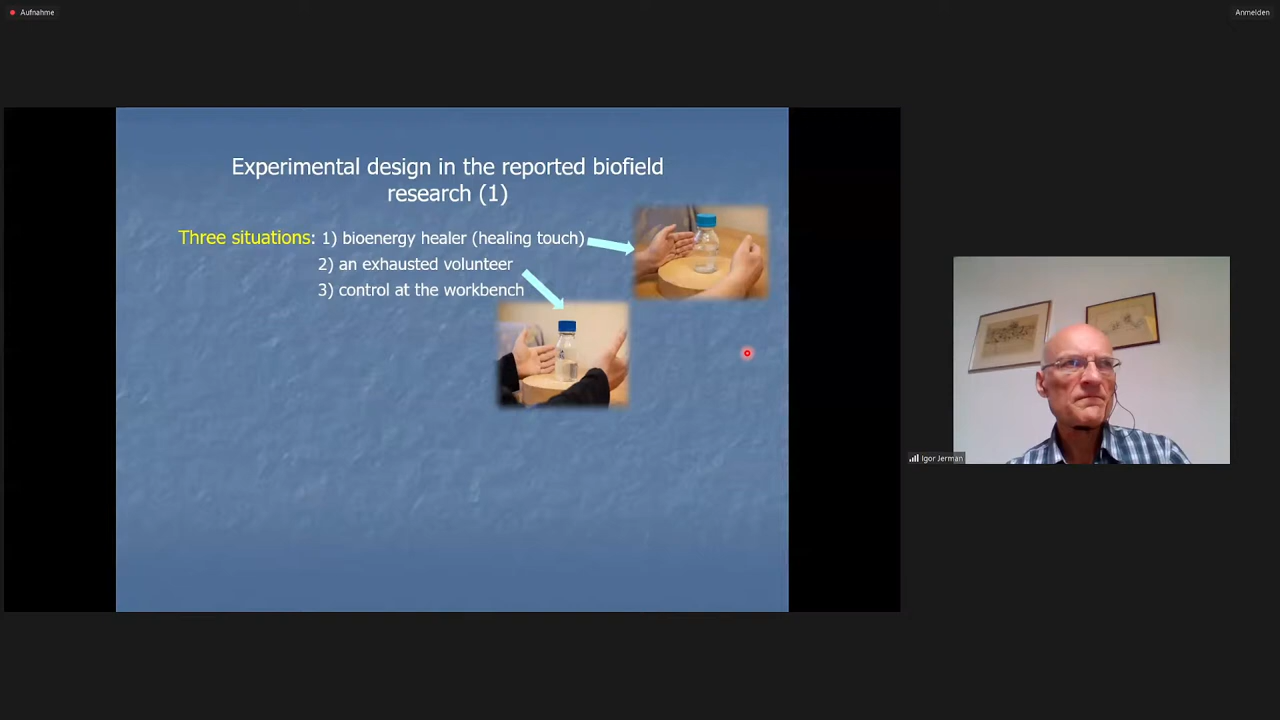 Aufnahme
Anmelden
Experimental design in the reported biofield
research (1)
Three situations: 1) bioenergy healer (healing touch)
2) an exhausted volunteer
3) control at the workbench
Igor Jerman